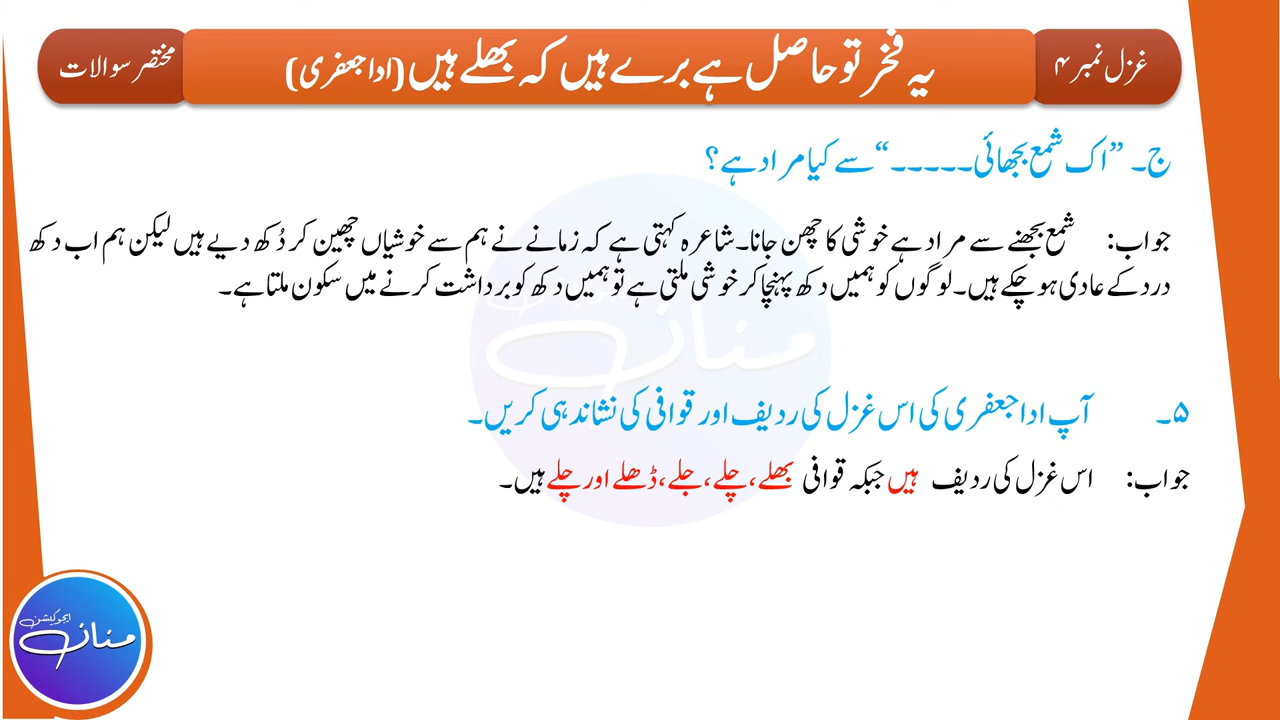 غزل نمبر ۴
یہ فخر تو حاصل ہے برے ہیں کہ بھلے ہیں (ادا جعفری)
مختصر سوالات
ج۔ ”اک شمع بجھائی۔۔۔۔۔“ سے کیا مراد ہے؟
جواب: شمع بجھنے سے مراد ہے خوشی کا چھن جانا۔ شاعرہ کہتی ہے کہ زمانے نے ہم سے خوشیاں چھین کر دُکھ دیے ہیں لیکن ہم اب دکھ
درد کے عادی ہو چکے ہیں۔ لوگوں کو ہمیں دکھ پہنچا کر خوشی ملتی ہے تو ہمیں دکھ کو برداشت کرنے میں سکون ملتا ہے۔
۵۔ آپ ادا جعفری کی اس غزل کی ردیف اور قوافی کی نشاندہی کریں۔
جواب: اس غزل کی ردیف ہیں جبکہ قوافی بھلے، چلے، جلے، ڈھلے اور چلے ہیں۔
منان
ایجوکیشن
منان